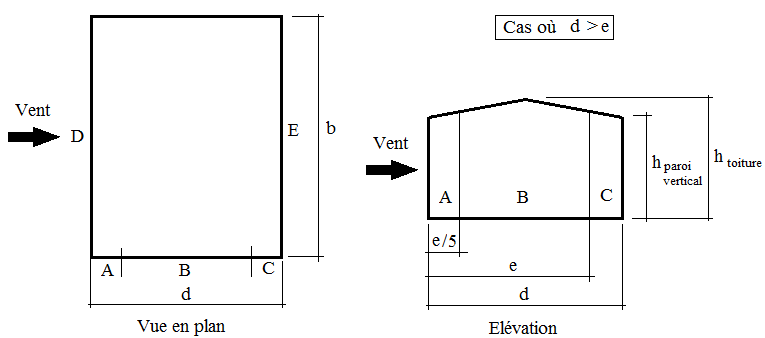 Cas où d > e
Vent
D
E
b
A
B
C
d
Vue en plan
Vent
A
B
C
h paroi vertical
h toiture
e/5
e
d
Elévation